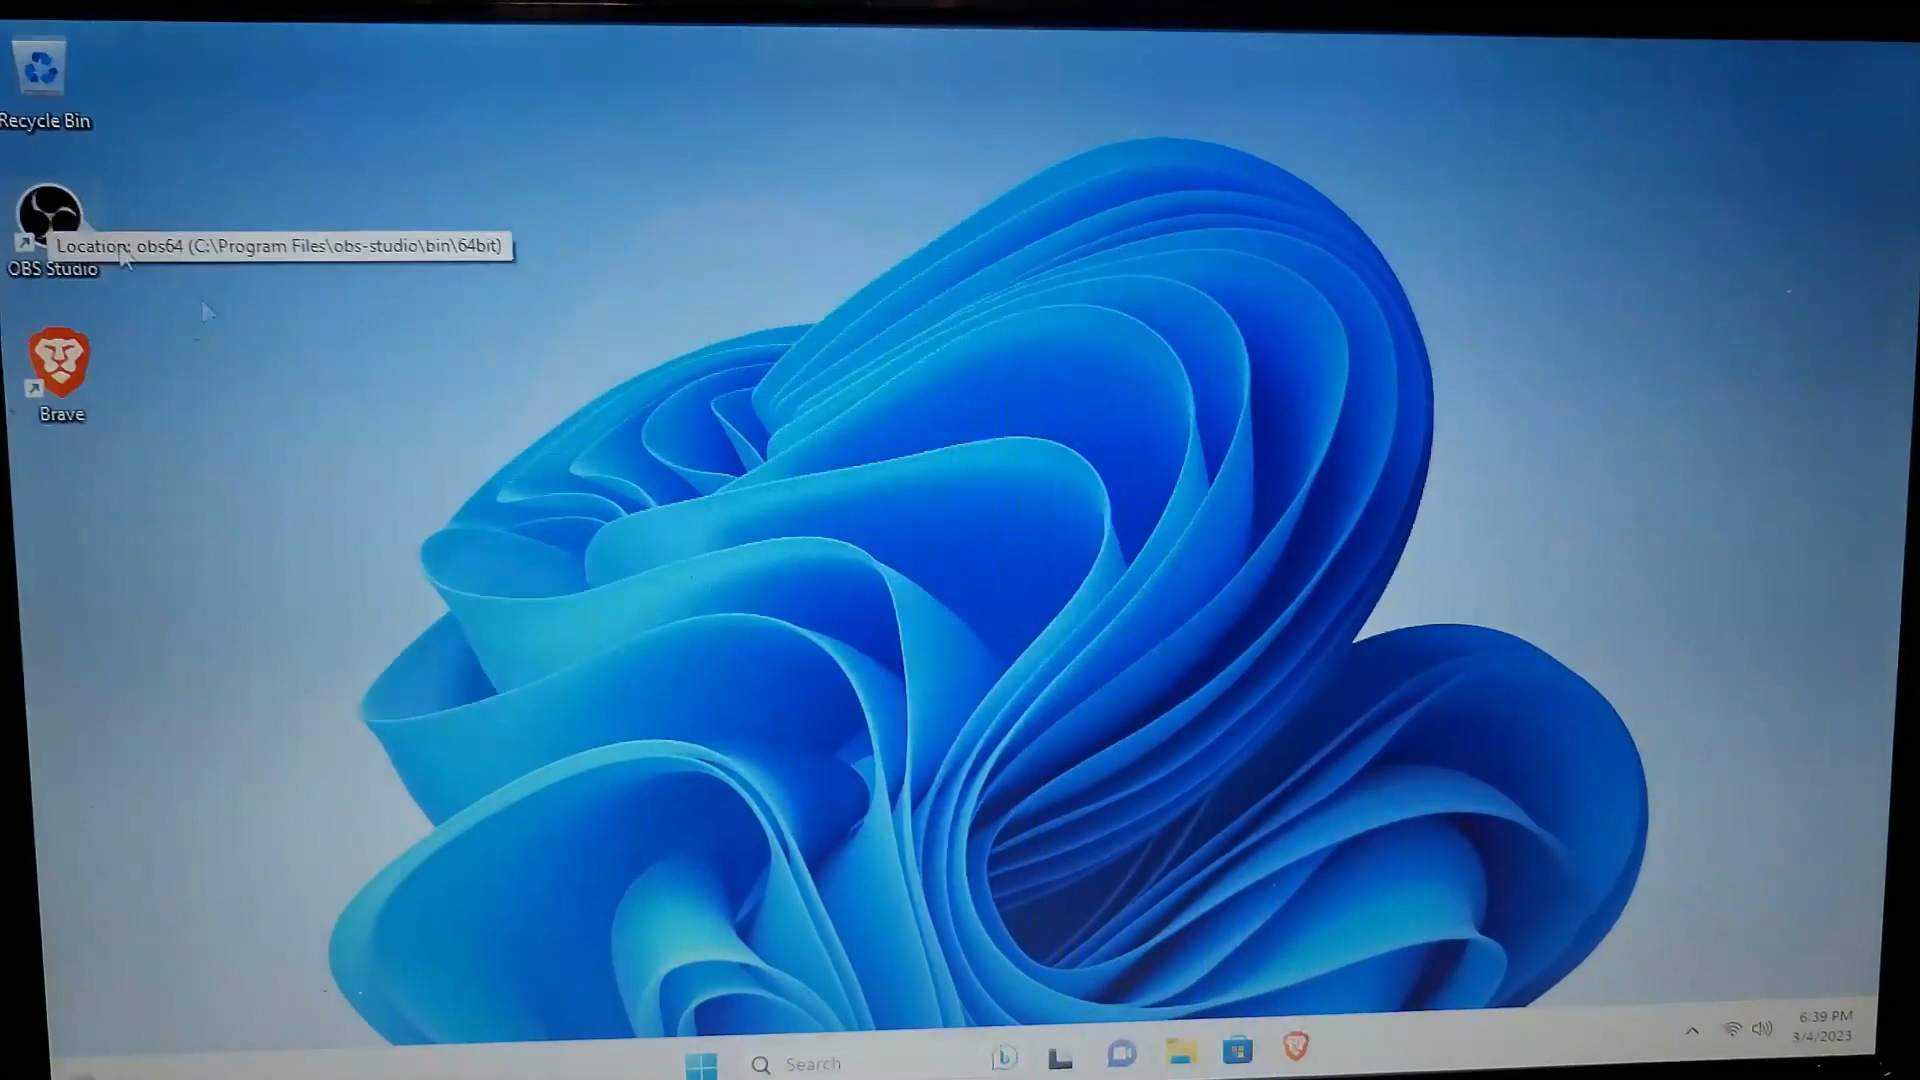 Recycle Bin
Location: obs64 (C:\Program Files\obs-studio\bin\64bit)
OBS Studio
Brave
Search
6:39 PM
3/4/2023